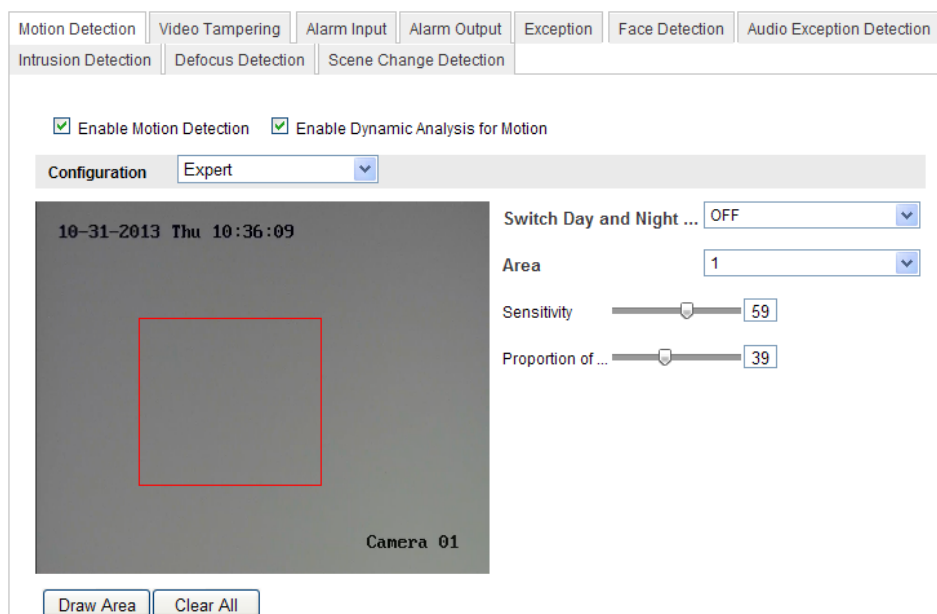 Motion Detection Video Tampering Alarm Input Alarm Output Exception Face Detection Audio Exception Detection
Intrusion Detection Defocus Detection Scene Change Detection
Enable Motion Detection Enable Dynamic Analysis for Motion
Configuration Expert
10-31-2013 Thu 10:36:09
Camera 01
Switch Day and Night ... OFF
Area 1
Sensitivity 59
Proportion of ... 39
Draw Area Clear All